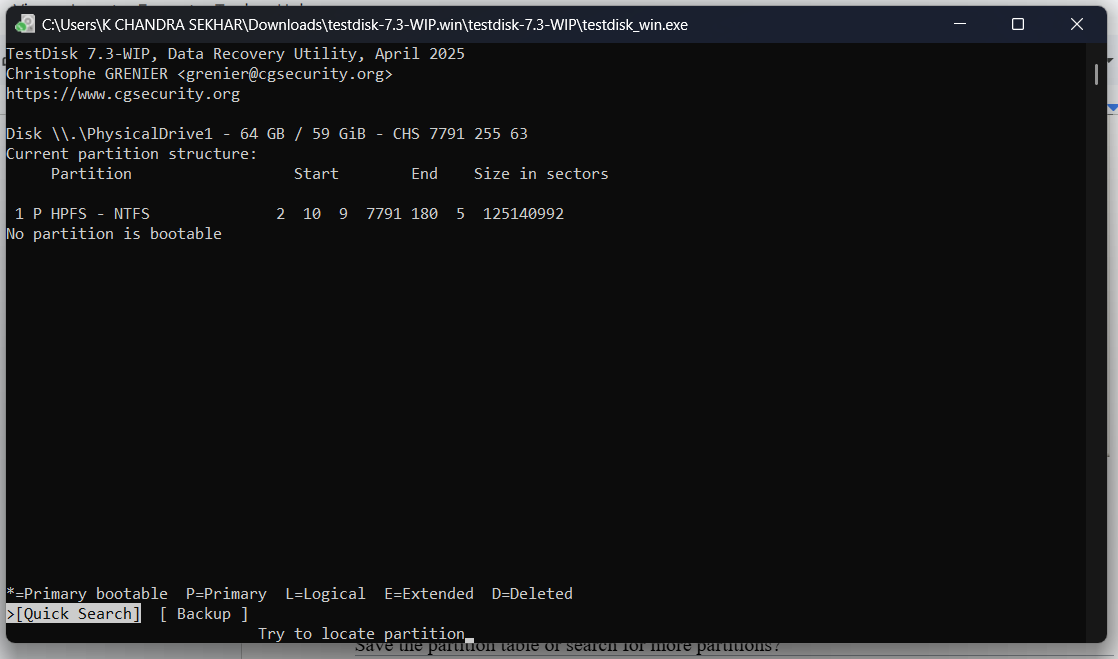 C:\Users\K CHANDRA SEKHAR\Downloads\testdisk-7.3-WIP.win\testdisk-7.3-WIP\testdisk_win.exe
TestDisk 7.3-WIP, Data Recovery Utility, April 2025
Christophe GRENIER <grenier@cgsecurity.org>
https://www.cgsecurity.org
Disk \\.\PhysicalDrive1 - 64 GB / 59 GiB - CHS 7791 255 63
Current partition structure:
Partition Start End Size in sectors
1 P HPFS - NTFS 2 10 9 7791 180 5 125140992
No partition is bootable
*=Primary bootable P=Primary L=Logical E=Extended D=Deleted
>[Quick Search] [ Backup ]
Try to locate partition
Save the partition table or search for more partitions?